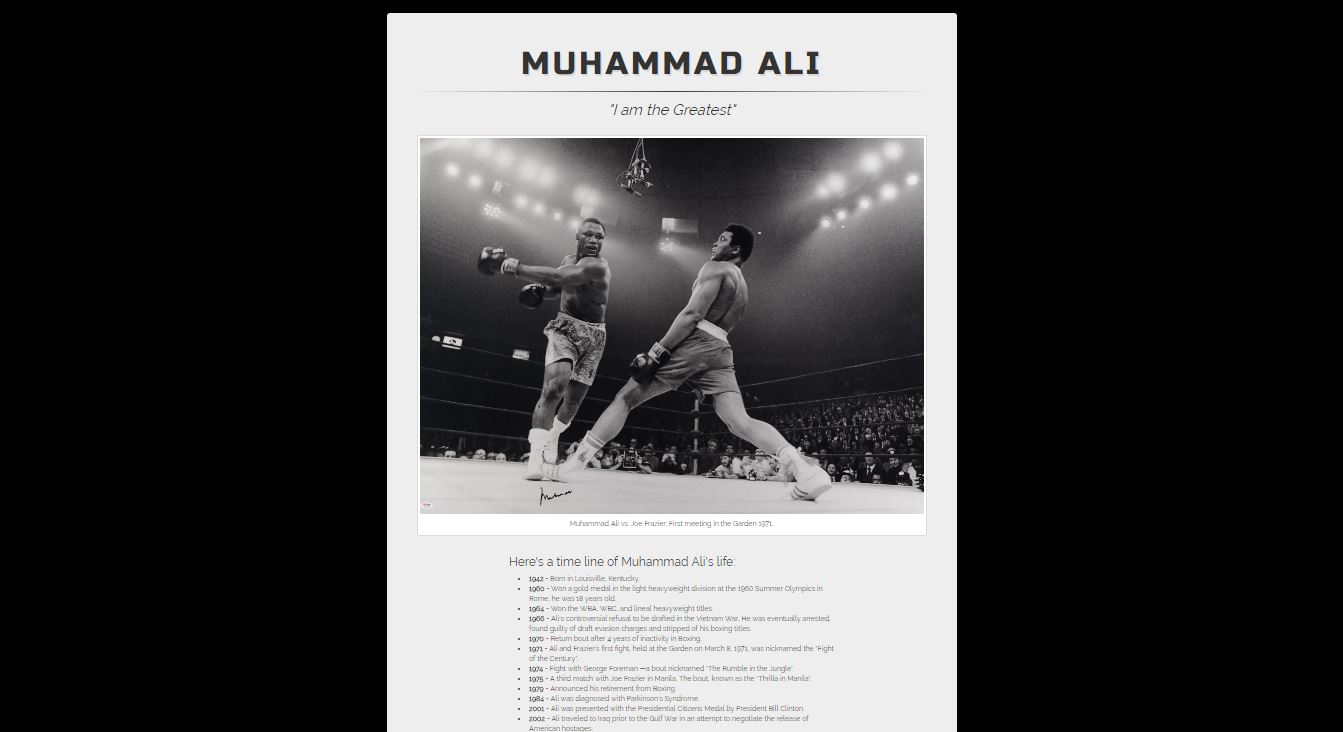 MUHAMMAD ALI
"I am the Greatest"
Muhammad Ali vs. Joe Frazier: First meeting in the Garden 1971.
Here's a time line of Muhammad Ali's life:
1942 - Born in Louisville, Kentucky.
1960 - Won a gold medal in the light heavyweight division at the 1960 Summer Olympics in
Rome, he was 18 years old.
1964 - Won the WBA, WBC, and lineal heavyweight titles.
1966 - Ali's controversial refusal to be drafted in the Vietnam War, He was eventually arrested,
found guilty of draft evasion charges and stripped of his boxing titles.
1970 - Return bout after 4 years of inactivity in Boxing.
1971 - Ali and Frazier's first fight, held at the Garden on March 8, 1971, was nicknamed the "Fight
of the Century".
1974 - Fight with George Foreman —a bout nicknamed "The Rumble in the Jungle".
1975 - A third match with Joe Frazier in Manila. The bout, known as the "Thrilla in Manila".
1979 - Announced his retirement from Boxing.
1984 - Ali was diagnosed with Parkinson's Syndrome.
2001 - Ali was presented with the Presidential Citizens Medal by President Bill Clinton.
2002 - Ali traveled to Iraq prior to the Gulf War in an attempt to negotiate the release of
American hostages.